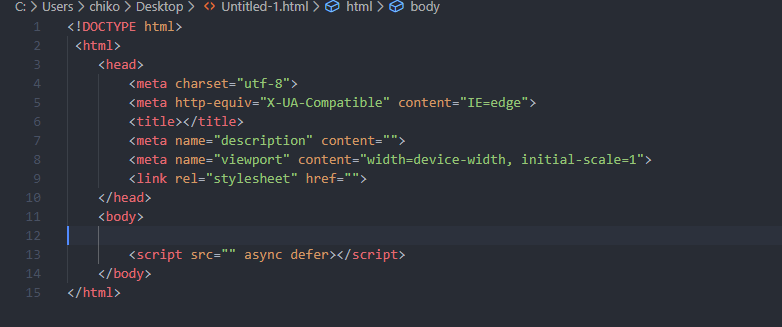 C: > Users > chiko > Desktop > <> Untitled-1.html > html > body
1 <!DOCTYPE html>
2 <html>
3 <head>
4 <meta charset="utf-8">
5 <meta http-equiv="X-UA-Compatible" content="IE=edge">
6 <title></title>
7 <meta name="description" content="">
8 <meta name="viewport" content="width=device-width, initial-scale=1">
9 <link rel="stylesheet" href="">
10 </head>
11 <body>
12
13 <script src="" async defer></script>
14 </body>
15 </html>